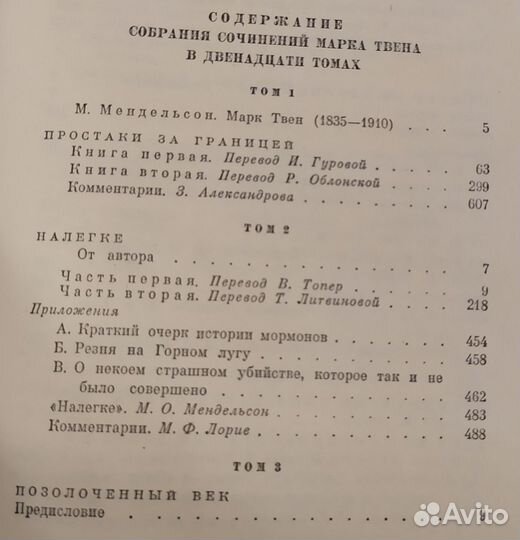 СОДЕРЖАНИЕ
СОБРАНИЯ СОЧИНЕНИЙ МАРКА ТВЕНА
В ДВЕНАДЦАТИ ТОМАХ
ТОМ 1
М. Мендельсон. Марк Твен (1835—1910) . . . 5
ПРОСТАКИ ЗА ГРАНИЦЕЙ
Книга первая. Перевод И. Гуровой . . . . 63
Книга вторая. Перевод Р. Облонской . . . . 299
Комментарии. З. Александрова . . . . . . 607
ТОМ 2
НАЛЕГКЕ
От автора . . . . . . . . . . 7
Часть первая. Перевод В. Топер . . . . . 9
Часть вторая. Перевод Т. Литвиновой . . . . 218
Приложения
А. Краткий очерк истории мормонов . . . . 454
Б. Резня на Горном лугу . . . . . . . 458
В. О некоем страшном убийстве, которое так и не
было совершено . . . . . . . . . 462
«Налегке». М. О. Мендельсон . . . . . . 483
Комментарии. М. Ф. Лорие . . . . . . . 488
ТОМ 3
ПОЗОЛОЧЕННЫЙ ВЕК
Предисловие . . . . . . . . . . 9
Avito